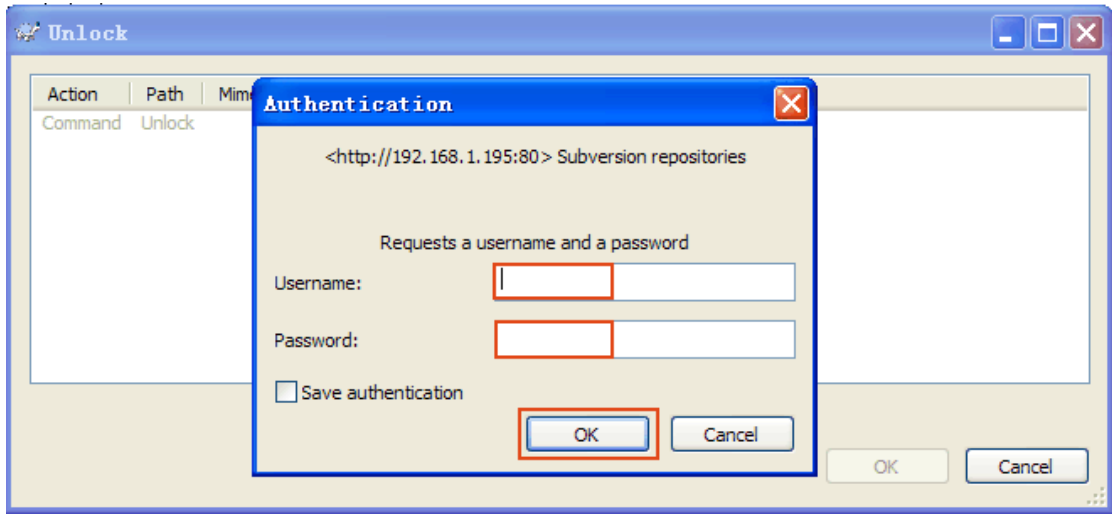 Unlock
Action Path Mim
Command Unlock
Authentication
<http://192.168.1.195:80> Subversion repositories
Requests a username and a password
Username:
Password:
Save authentication
OK Cancel
OK Cancel